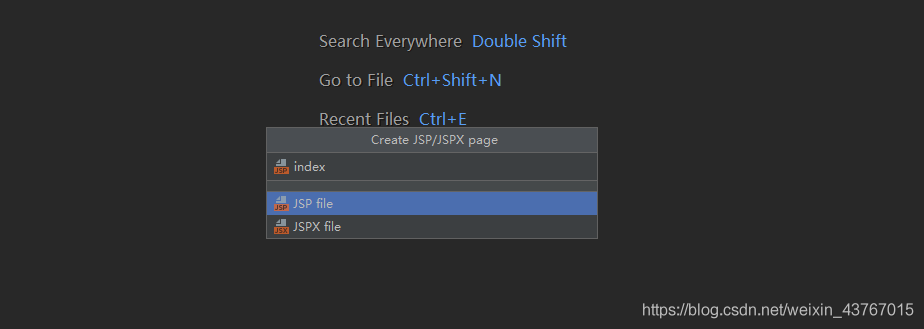 Search Everywhere Double Shift
Go to File Ctrl+Shift+N
Recent Files Ctrl+E
Create JSP/JSPX page
JSP index
JSP JSP file
JSX JSPX file
https://blog.csdn.net/weixin_43767015